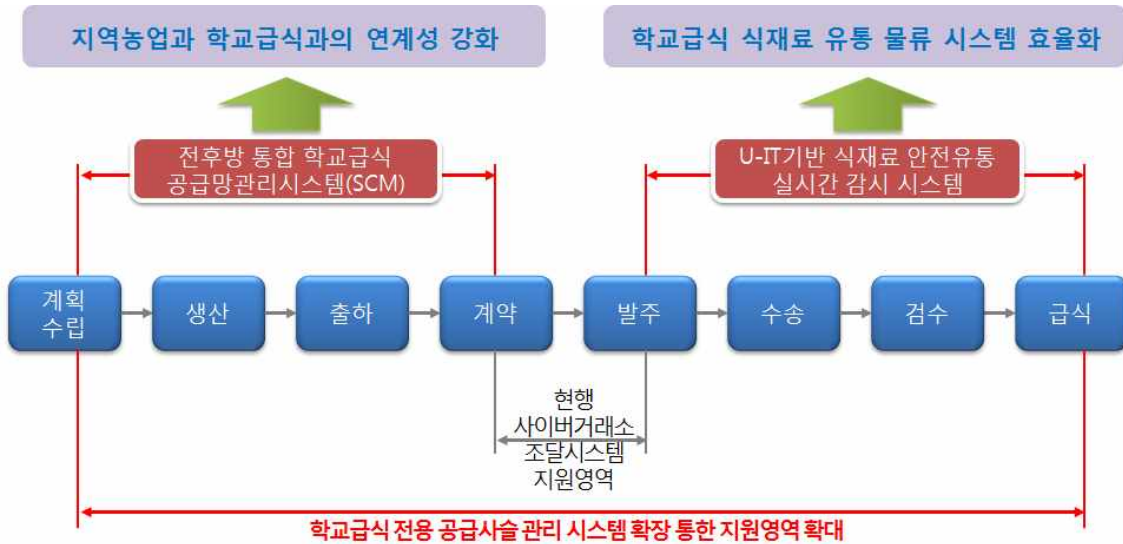 지역농업과 학교급식과의 연계성 강화
학교급식 식재료 유통 물류 시스템 효율화
전후방 통합 학교급식
공급망관리시스템(SCM)
U-IT기반 식재료 안전유통
실시간 감시 시스템
계획
수립
생산
출하
계약
발주
수송
검수
급식
현행
사이버거래소
조달시스템
지원영역
학교급식 전용 공급사슬 관리 시스템 확장 통한 지원영역 확대